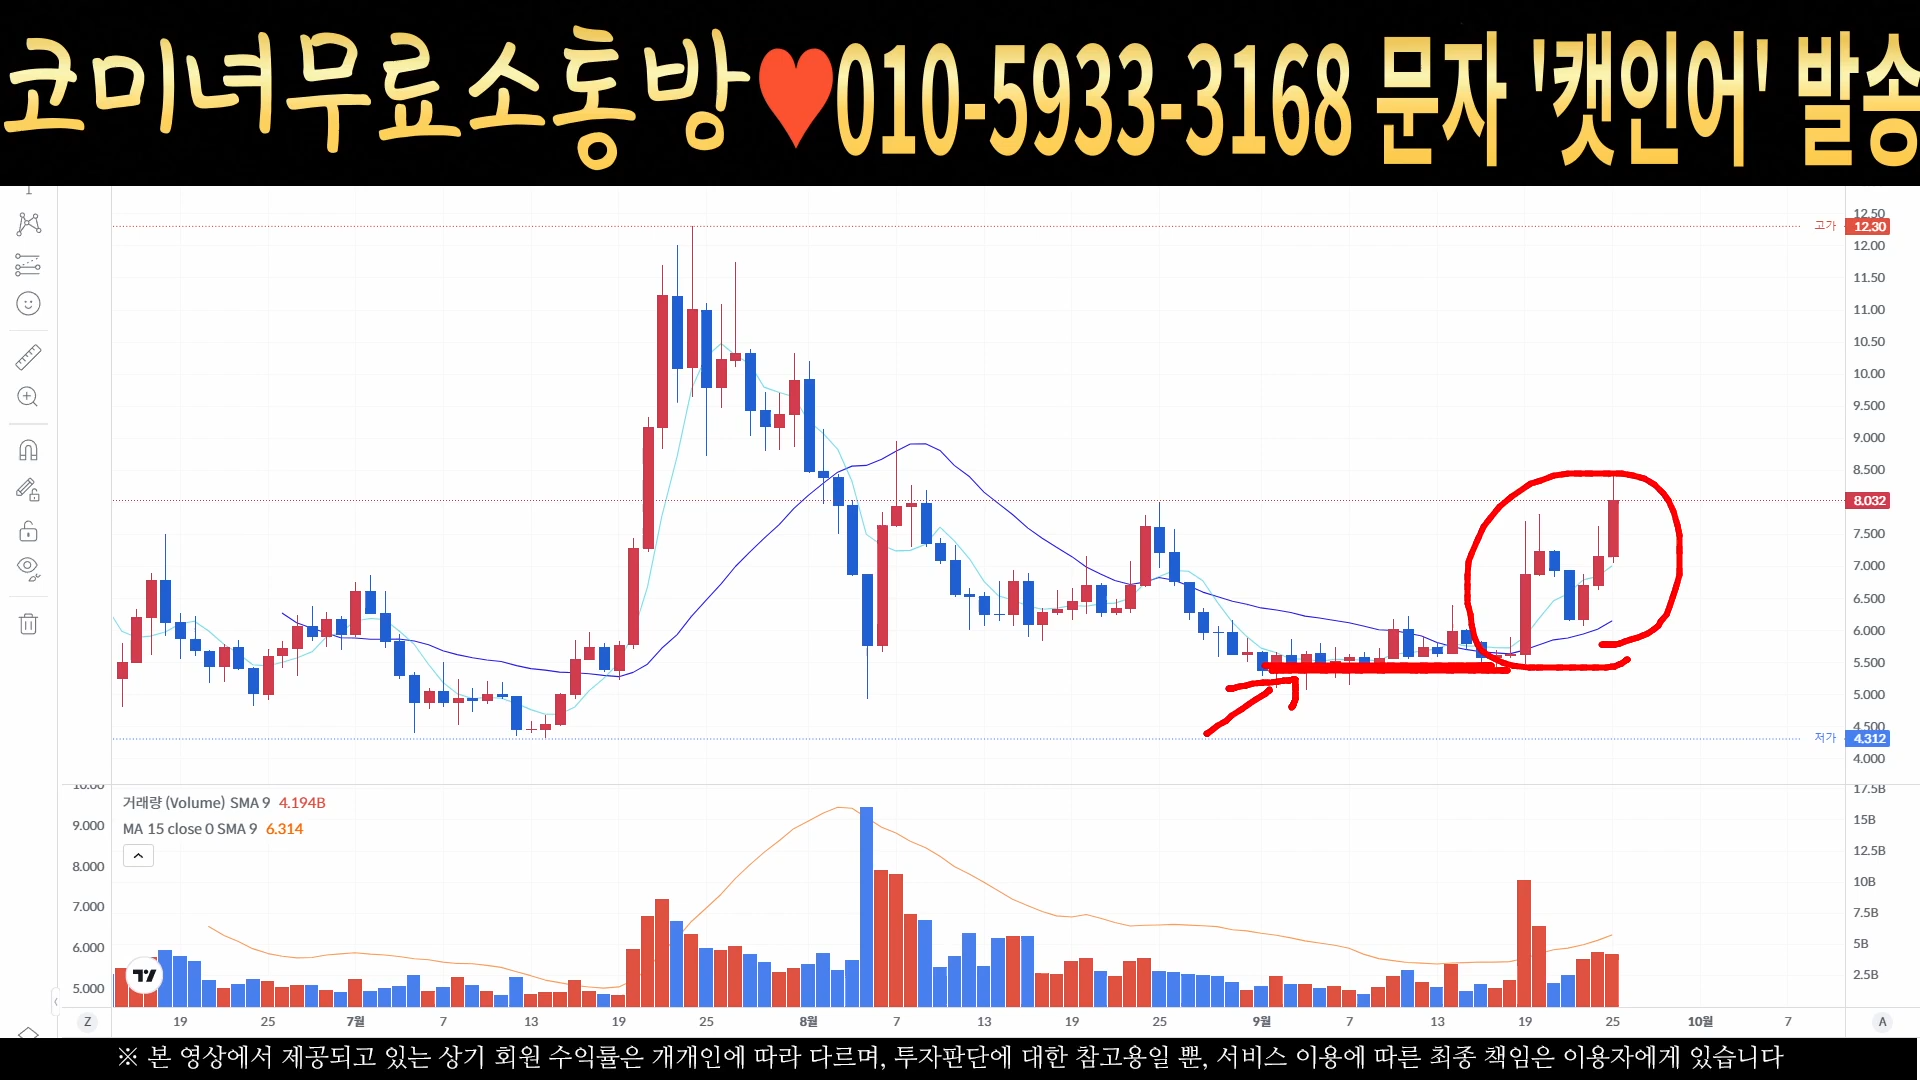 코미녀무료소통방♥010-5933-3168 문자 '캣인어' 발송
12.50
고가 12.30
12.00
11.50
11.00
10.50
10.00
9.500
9.000
8.500
8.032
7.500
7.000
6.500
6.000
5.500
5.000
4.500
저가 4.312
4.000
거래량 (Volume) SMA 9 4.194B
MA 15 close 0 SMA 9 6.314
10.00
9.000
8.000
7.000
6.000
5.000
17.5B
15B
12.5B
10B
7.5B
5B
2.5B
Z 19 25 7월 7 13 19 25 8월 7 13 19 25 9월 7 13 19 25 10월 7 A
※ 본 영상에서 제공되고 있는 상기 회원 수익률은 개개인에 따라 다르며, 투자판단에 대한 참고용일 뿐, 서비스 이용에 따른 최종 책임은 이용자에게 있습니다